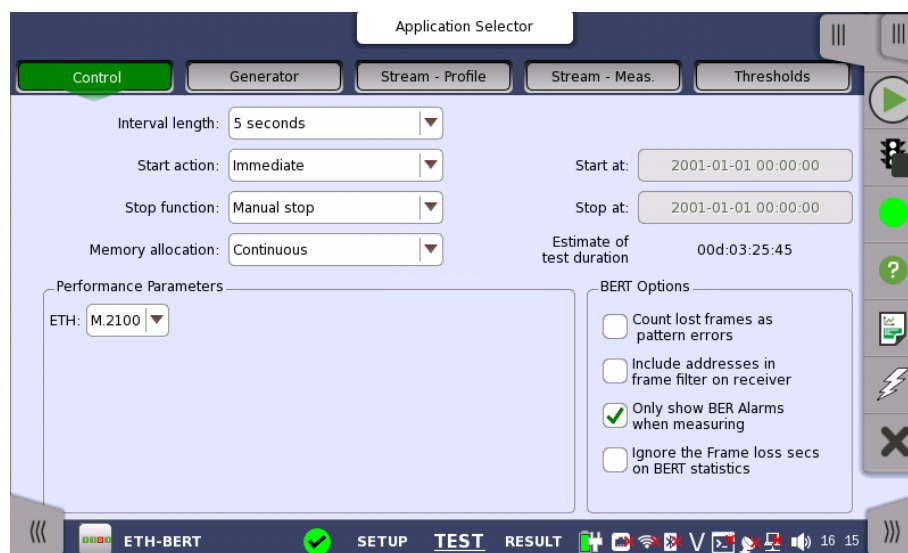 Application Selector
Control
Generator
Stream - Profile
Stream - Meas.
Thresholds
Interval length: 5 seconds
Start action: Immediate
Start at: 2001-01-01 00:00:00
Stop function: Manual stop
Stop at: 2001-01-01 00:00:00
Memory allocation: Continuous
Estimate of
test duration
00d:03:25:45
Performance Parameters
ETH: M.2100
BERT Options
Count lost frames as
pattern errors
Include addresses in
frame filter on receiver
Only show BER Alarms
when measuring
Ignore the Frame loss secs
on BERT statistics
ETH-BERT
SETUP TEST RESULT
16 15